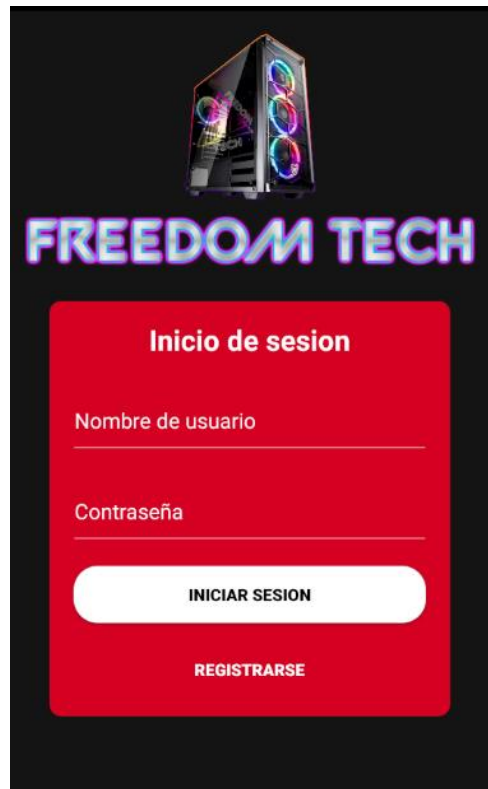 FREEDOM TECH
Inicio de sesion
Nombre de usuario
Contraseña
INICIAR SESION
REGISTRARSE